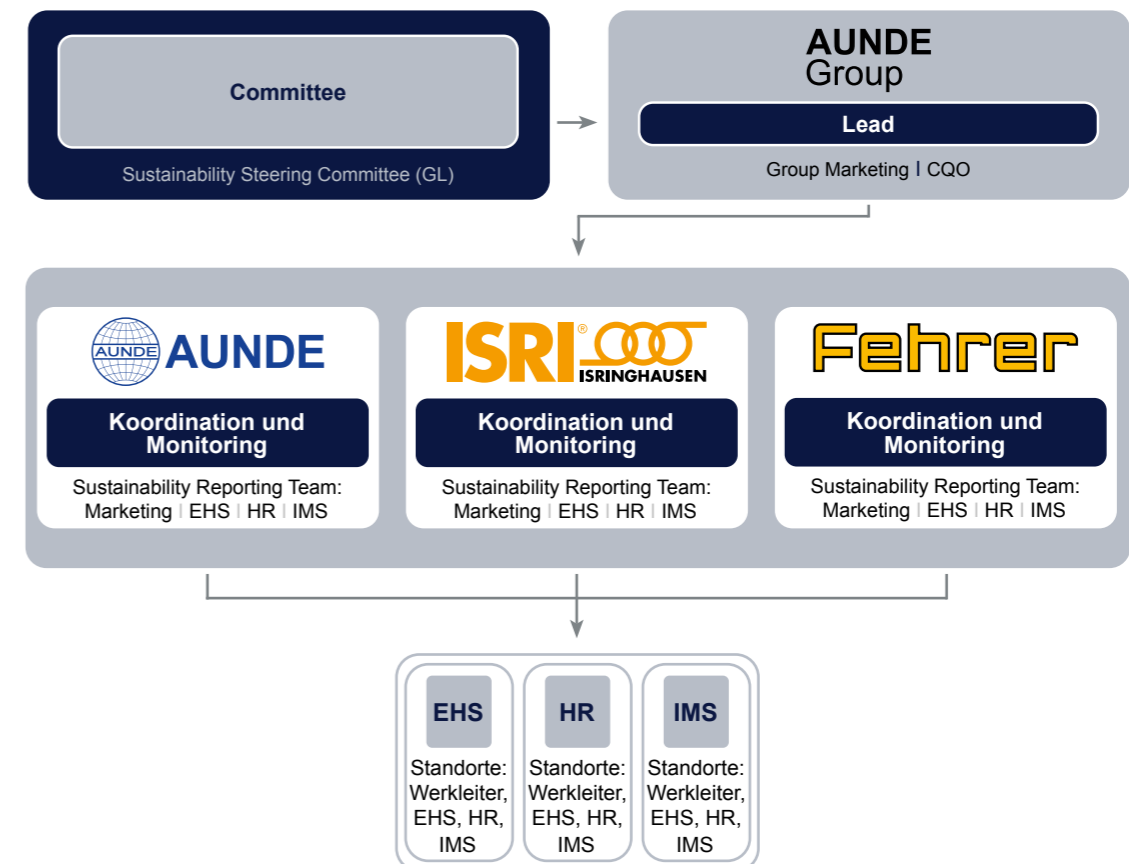 Committee
Sustainability Steering Committee (GL)
AUNDE
Group
Lead
Group Marketing | CQO
AUNDE AUNDE
Koordination und
Monitoring
Sustainability Reporting Team:
Marketing | EHS | HR | IMS
ISRI®
ISRINGHAUSEN
Koordination und
Monitoring
Sustainability Reporting Team:
Marketing | EHS | HR | IMS
Fehrer
Koordination und
Monitoring
Sustainability Reporting Team:
Marketing | EHS | HR | IMS
EHS
Standorte:
Werkleiter,
EHS, HR,
IMS
HR
Standorte:
Werkleiter,
EHS, HR,
IMS
IMS
Standorte:
Werkleiter,
EHS, HR,
IMS